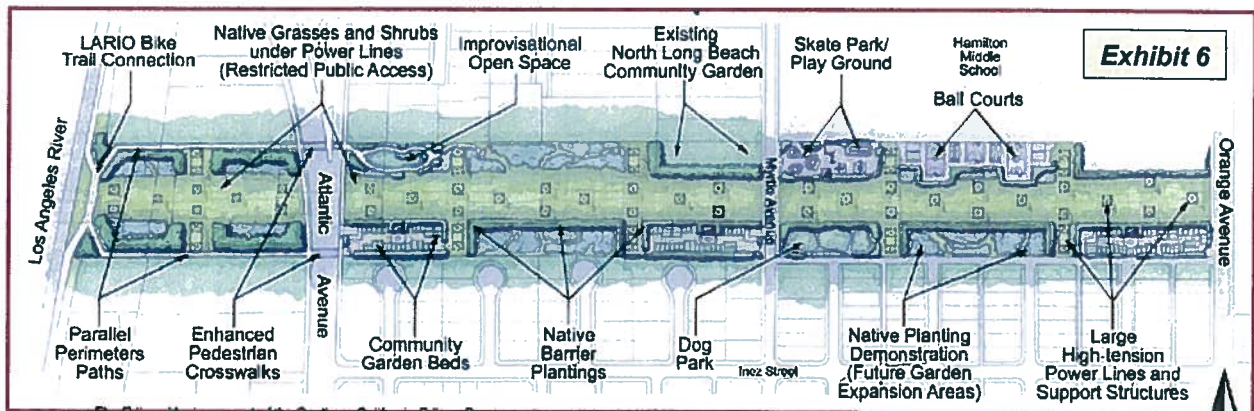 LARIO Bike
Trail Connection
Native Grasses and Shrubs
under Power Lines
(Restricted Public Access)
Improvisational
Open Space
Existing
North Long Beach
Community Garden
Skate Park/
Play Ground
Hamilton
Middle
School
Ball Courts
Exhibit 6
Los Angeles River
Atlantic
Avenue
Myrtle Avenue
Orange Avenue
Parallel
Perimeters
Paths
Enhanced
Pedestrian
Crosswalks
Community
Garden Beds
Native
Barrier
Plantings
Dog
Park
Inez Street
Native Planting
Demonstration
(Future Garden
Expansion Areas)
Large
High-tension
Power Lines and
Support Structures